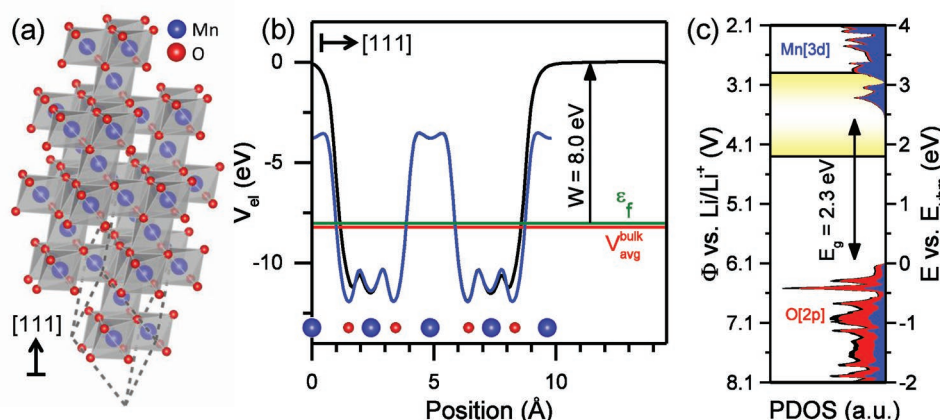 (a)
Mn
O
[111]
(b)
[111]
0
-5
-10
V_el (eV)
W = 8.0 eV
ε_f
V_avg^bulk
0
5
10
Position (Å)
(c)
2.1
3.1
4.1
5.1
6.1
7.1
8.1
Φ vs. Li/Li⁺ (V)
Mn[3d]
E_g = 2.3 eV
O[2p]
4
3
2
1
0
-1
-2
PDOS (a.u.)